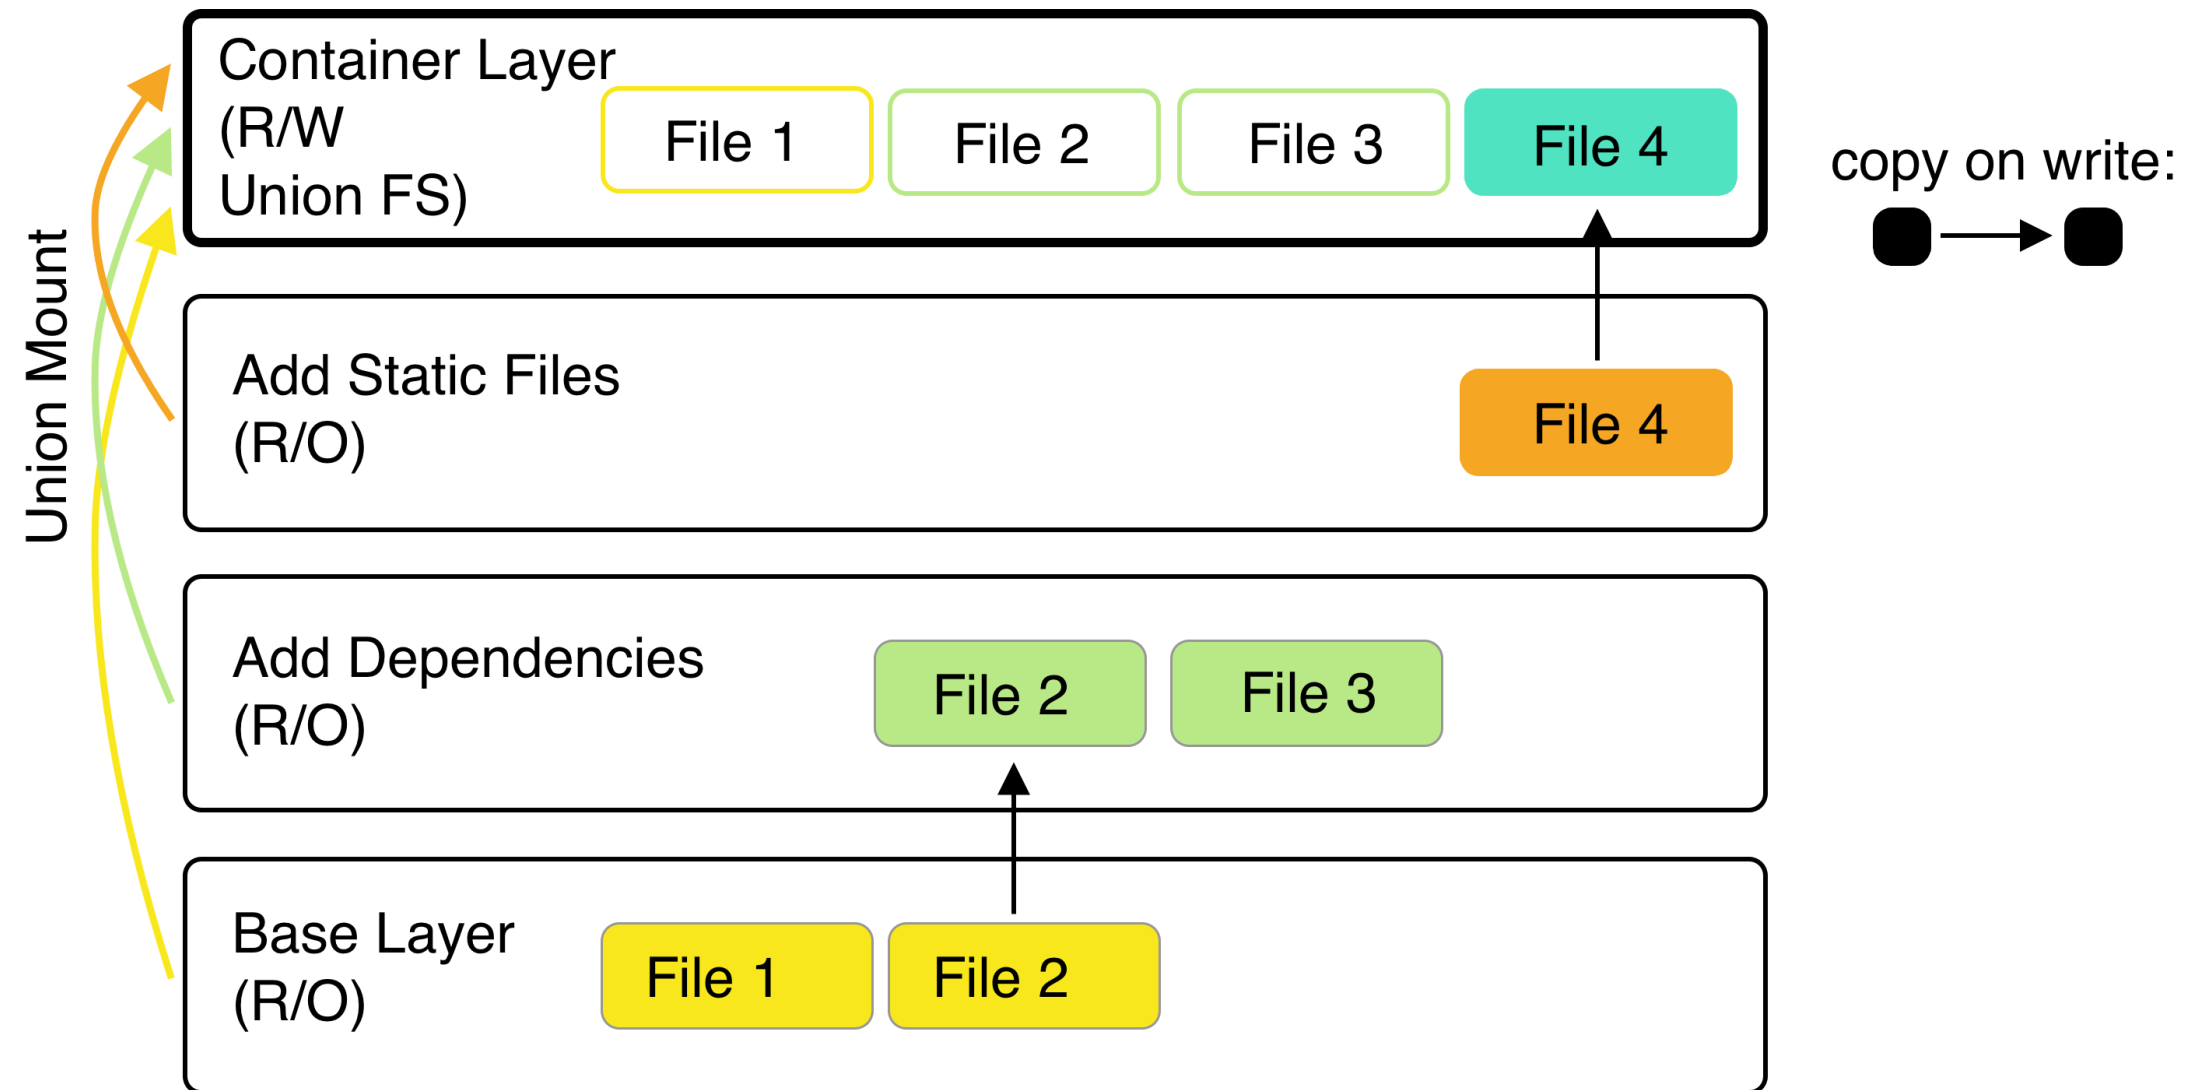 Container Layer
(R/W
Union FS)
File 1
File 2
File 3
File 4
copy on write:
Union Mount
Add Static Files
(R/O)
File 4
Add Dependencies
(R/O)
File 2
File 3
Base Layer
(R/O)
File 1
File 2